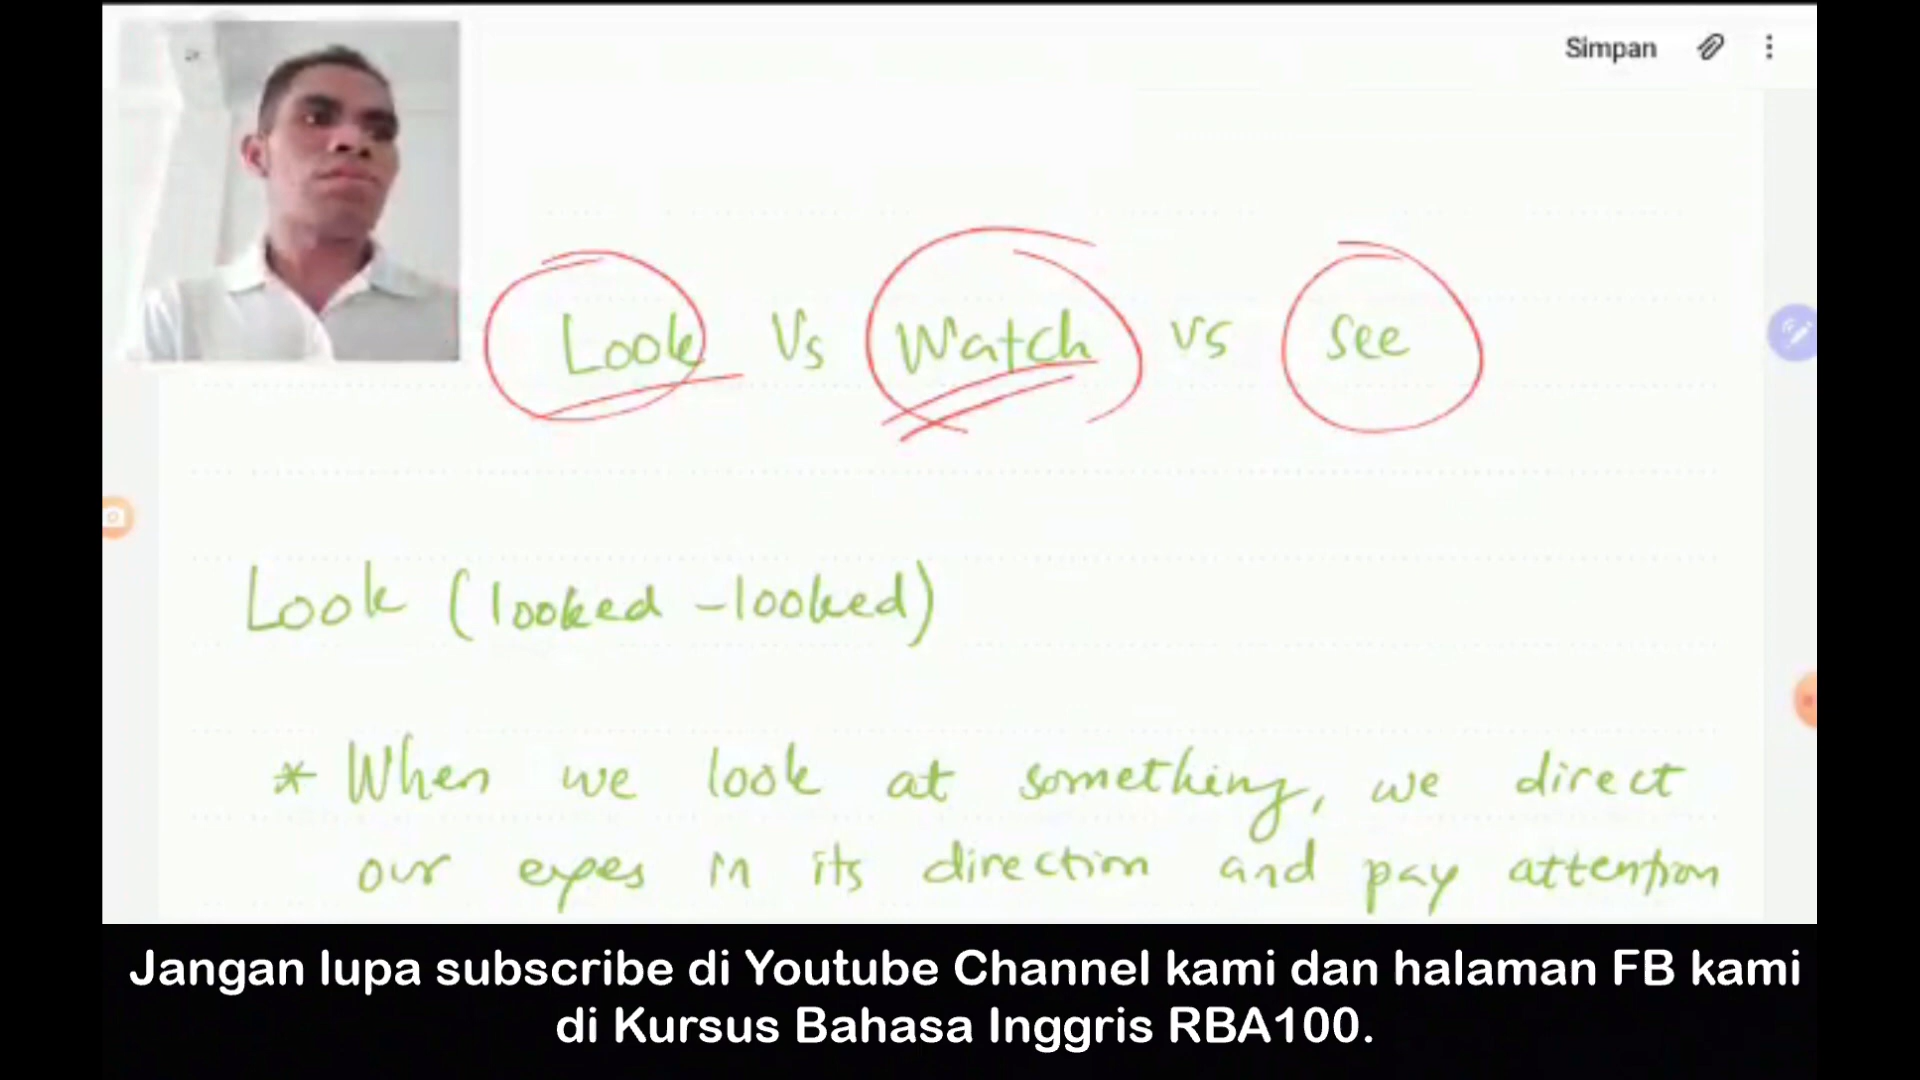 Simpan
Look Vs Watch vs see
Look (looked - looked)
* When we look at something, we direct
our eyes in its direction and pay attention
Jangan lupa subscribe di Youtube Channel kami dan halaman FB kami
di Kursus Bahasa Inggris RBA100.